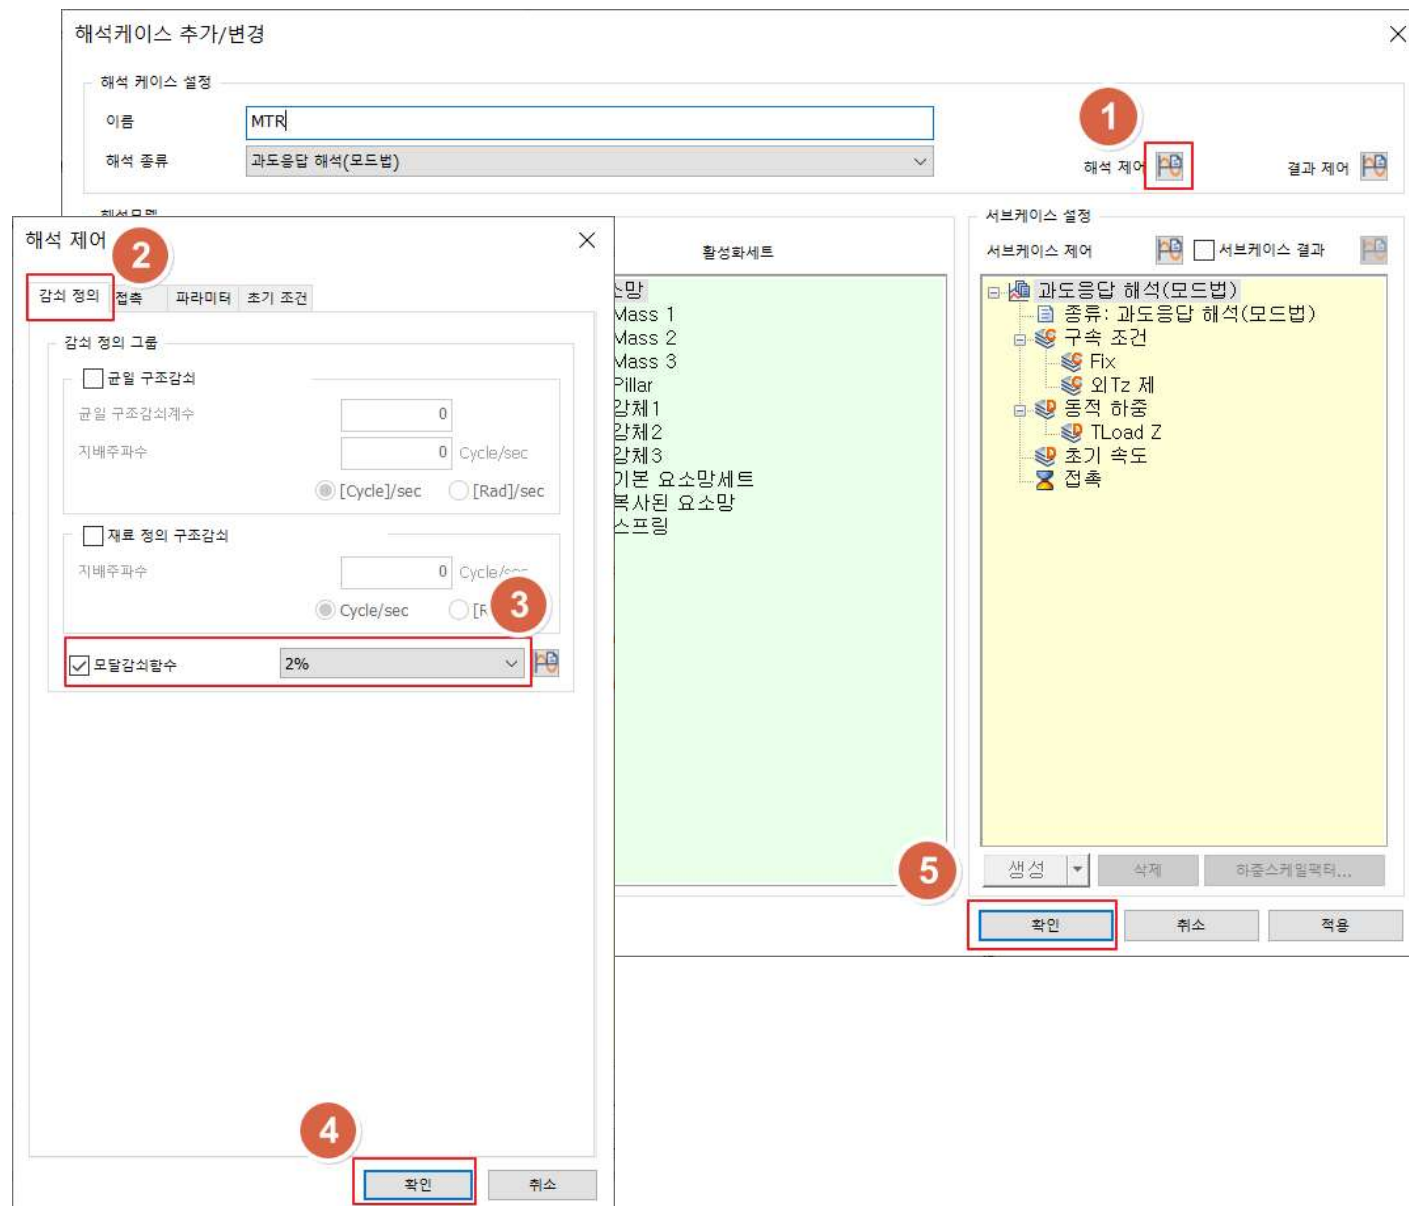 해석케이스 추가/변경
해석 케이스 설정
이름
MTR
1
해석 종류
과도응답 해석(모드법)
해석 제어
결과 제어
서브케이스 설정
활성화세트
서브케이스 제어
서브케이스 결과
Mass 1
Mass 2
Mass 3
Pillar
강체1
강체2
강체3
기본 요소망세트
복사된 요소망
스프링
과도응답 해석(모드법)
종류: 과도응답 해석(모드법)
구속 조건
Fix
외Tz 제
동적 하중
TLoad Z
초기 속도
접촉
5
생성
삭제
하중스케일팩터...
확인
취소
적용
해석 제어
2
감쇠 정의
접촉
파라미터
초기 조건
감쇠 정의 그룹
균일 구조감쇠
균일 구조감쇠계수
0
지배주파수
0 Cycle/sec
[Cycle]/sec
[Rad]/sec
재료 정의 구조감쇠
지배주파수
0
Cycle/sec
3
모달감쇠함수
2%
4
확인
취소